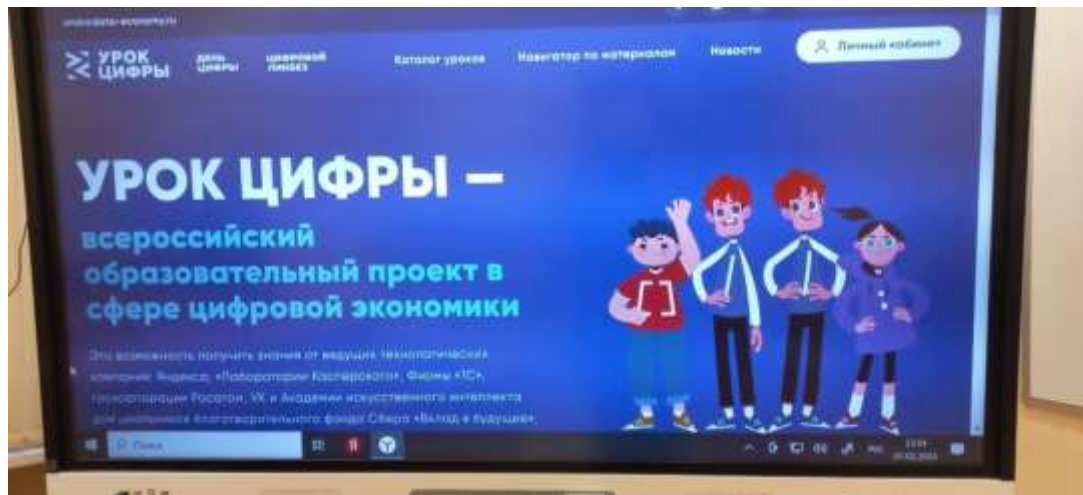 УРОК
ЦИФРЫ
ДЕНЬ
ЦИФРЫ
ЦИФРОВОЙ
ЛИКБЕЗ
Каталог уроков
Навигатор по материалам
Новости
Личный кабинет
УРОК ЦИФРЫ —
всероссийский
образовательный проект в
сфере цифровой экономики
Это возможность получить знания от ведущих технологических
компаний: Яндекса, «Лаборатории Касперского», Фирмы «1С»,
госкорпорации Росатом, VK и Академии искусственного интеллекта
для школьников благотворительного фонда Сбера «Вклад в будущее».
Поиск